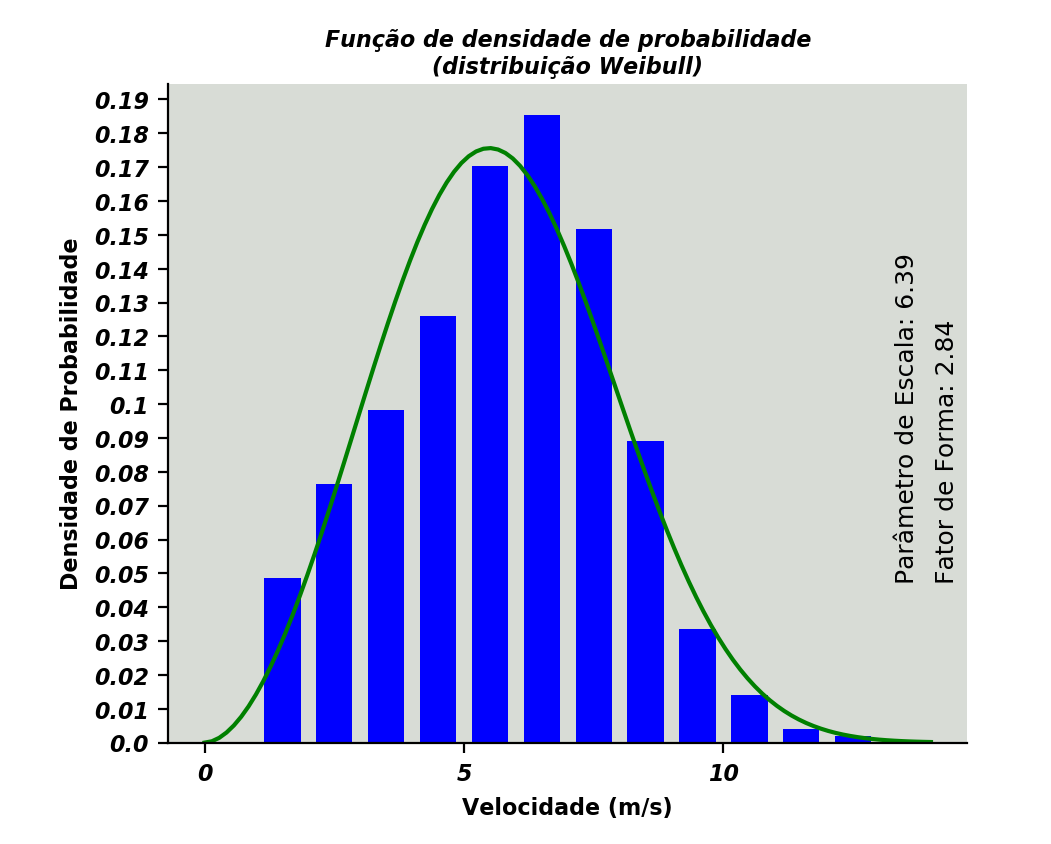 Função de densidade de probabilidade
(distribuição Weibull)
Densidade de Probabilidade
0.19
0.18
0.17
0.16
0.15
0.14
0.13
0.12
0.11
0.1
0.09
0.08
0.07
0.06
0.05
0.04
0.03
0.02
0.01
0.0
Parâmetro de Escala: 6.39
Fator de Forma: 2.84
0 5 10
Velocidade (m/s)